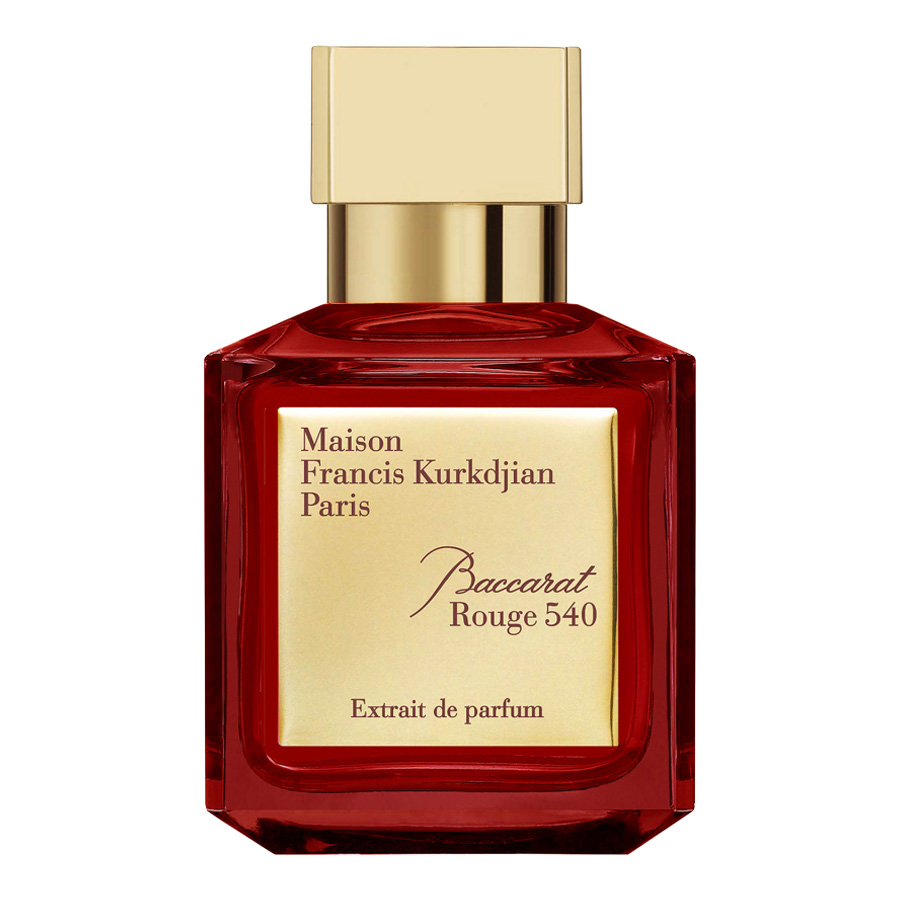 Maison
Francis Kurkdjian
Paris
Baccarat
Rouge 540
Extrait de parfum